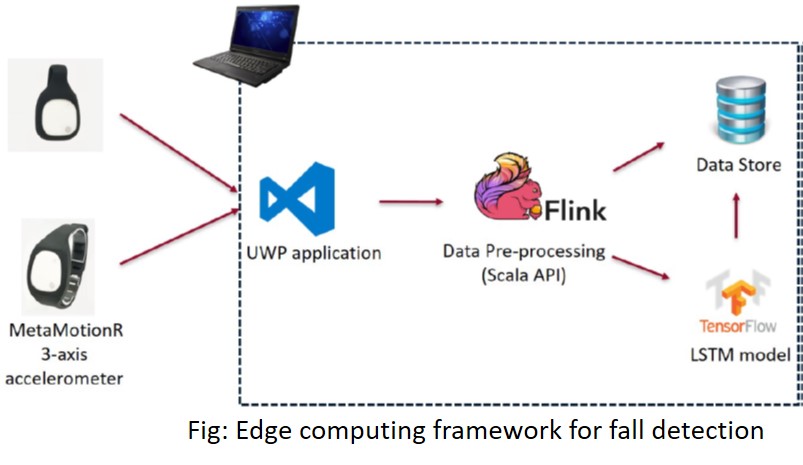 MetaMotionR
3-axis
accelerometer
UWP application
Flink
Data Pre-processing
(Scala API)
Data Store
TensorFlow
LSTM model
Fig: Edge computing framework for fall detection